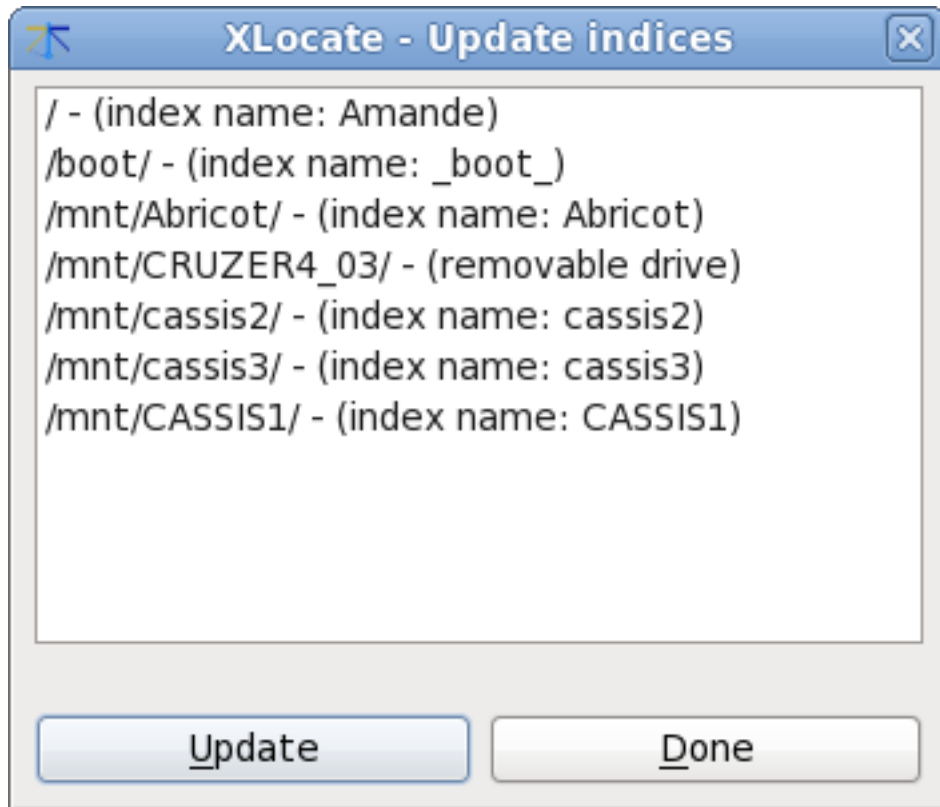 XLocate - Update indices
/ - (index name: Amande)
/boot/ - (index name: _boot_)
/mnt/Abricot/ - (index name: Abricot)
/mnt/CRUZER4_03/ - (removable drive)
/mnt/cassis2/ - (index name: cassis2)
/mnt/cassis3/ - (index name: cassis3)
/mnt/CASSIS1/ - (index name: CASSIS1)
Update
Done